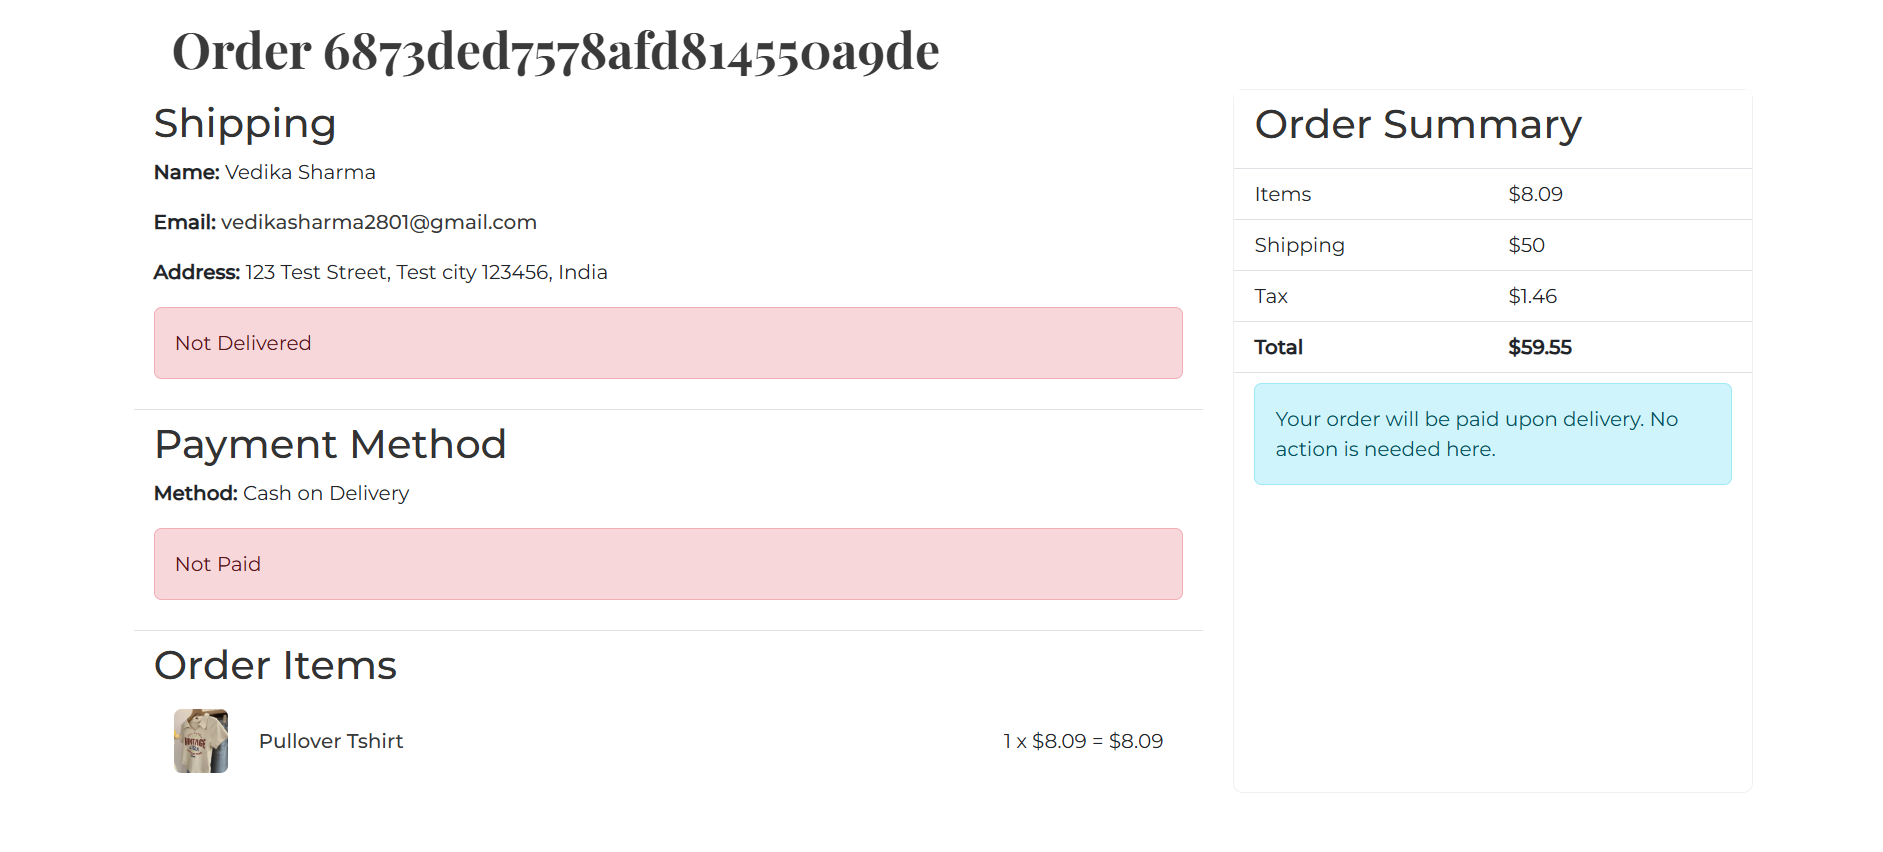 Order 6873ded7578afd814550a9de
Shipping
Name: Vedika Sharma
Email: vedikasharma2801@gmail.com
Address: 123 Test Street, Test city 123456, India
Not Delivered
Payment Method
Method: Cash on Delivery
Not Paid
Order Items
VINTAGE
Pullover Tshirt
1 x $8.09 = $8.09
Order Summary
Items $8.09
Shipping $50
Tax $1.46
Total $59.55
Your order will be paid upon delivery. No
action is needed here.